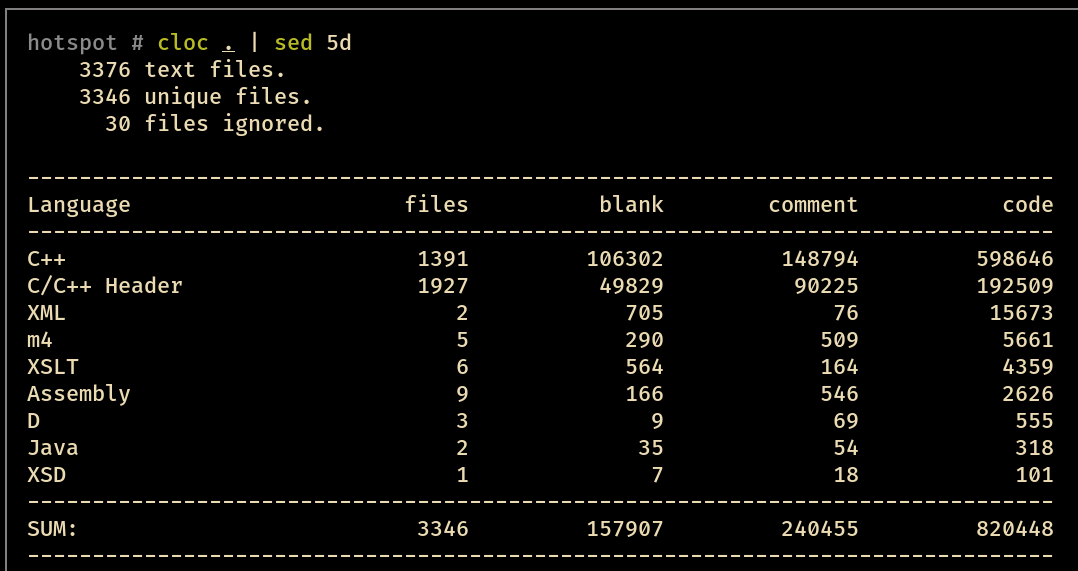 hotspot # cloc . | sed 5d
    3376 text files.
    3346 unique files.
      30 files ignored.
-------------------------------------------------------------------------------
Language                     files          blank        comment           code
-------------------------------------------------------------------------------
C++                           1391         106302         148794         598646
C/C++ Header                  1927          49829          90225         192509
XML                              2            705             76          15673
m4                               5            290            509           5661
XSLT                             6            564            164           4359
Assembly                         9            166            546           2626
D                                3              9             69            555
Java                             2             35             54            318
XSD                              1              7             18            101
-------------------------------------------------------------------------------
SUM:                          3346         157907         240455         820448
-------------------------------------------------------------------------------